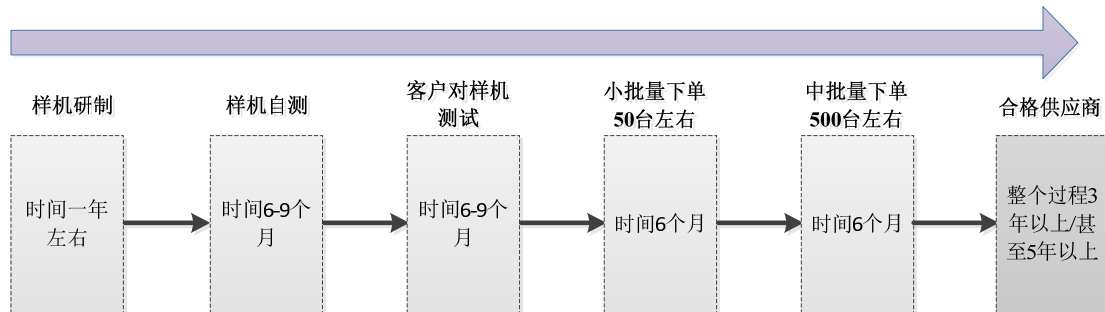 样机研制
样机自测
客户对样机
测试
小批量下单
50台左右
中批量下单
500台左右
合格供应商
时间一年
左右
时间6-9个
月
时间6-9个
月
时间6个月
时间6个月
整个过程3
年以上/甚
至5年以上